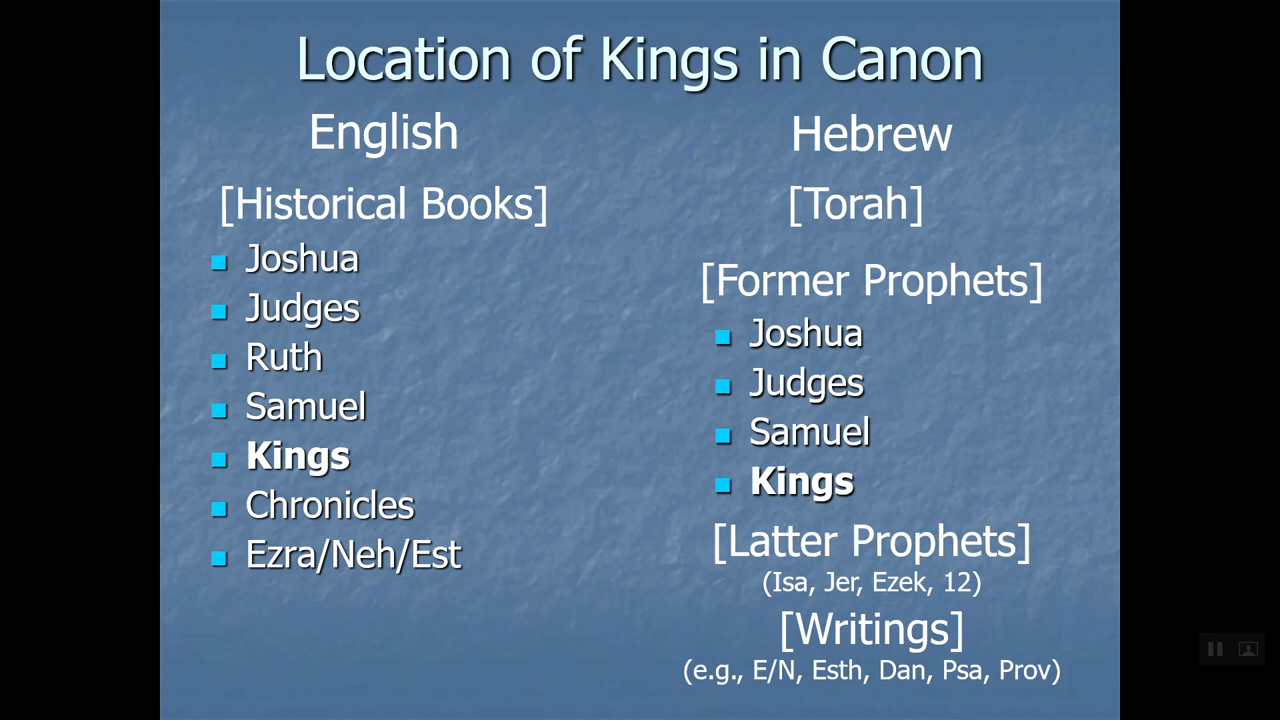 Location of Kings in Canon
English
[Historical Books]
Joshua
Judges
Ruth
Samuel
Kings
Chronicles
Ezra/Neh/Est
Hebrew
[Torah]
[Former Prophets]
Joshua
Judges
Samuel
Kings
[Latter Prophets]
(Isa, Jer, Ezek, 12)
[Writings]
(e.g., E/N, Esth, Dan, Psa, Prov)